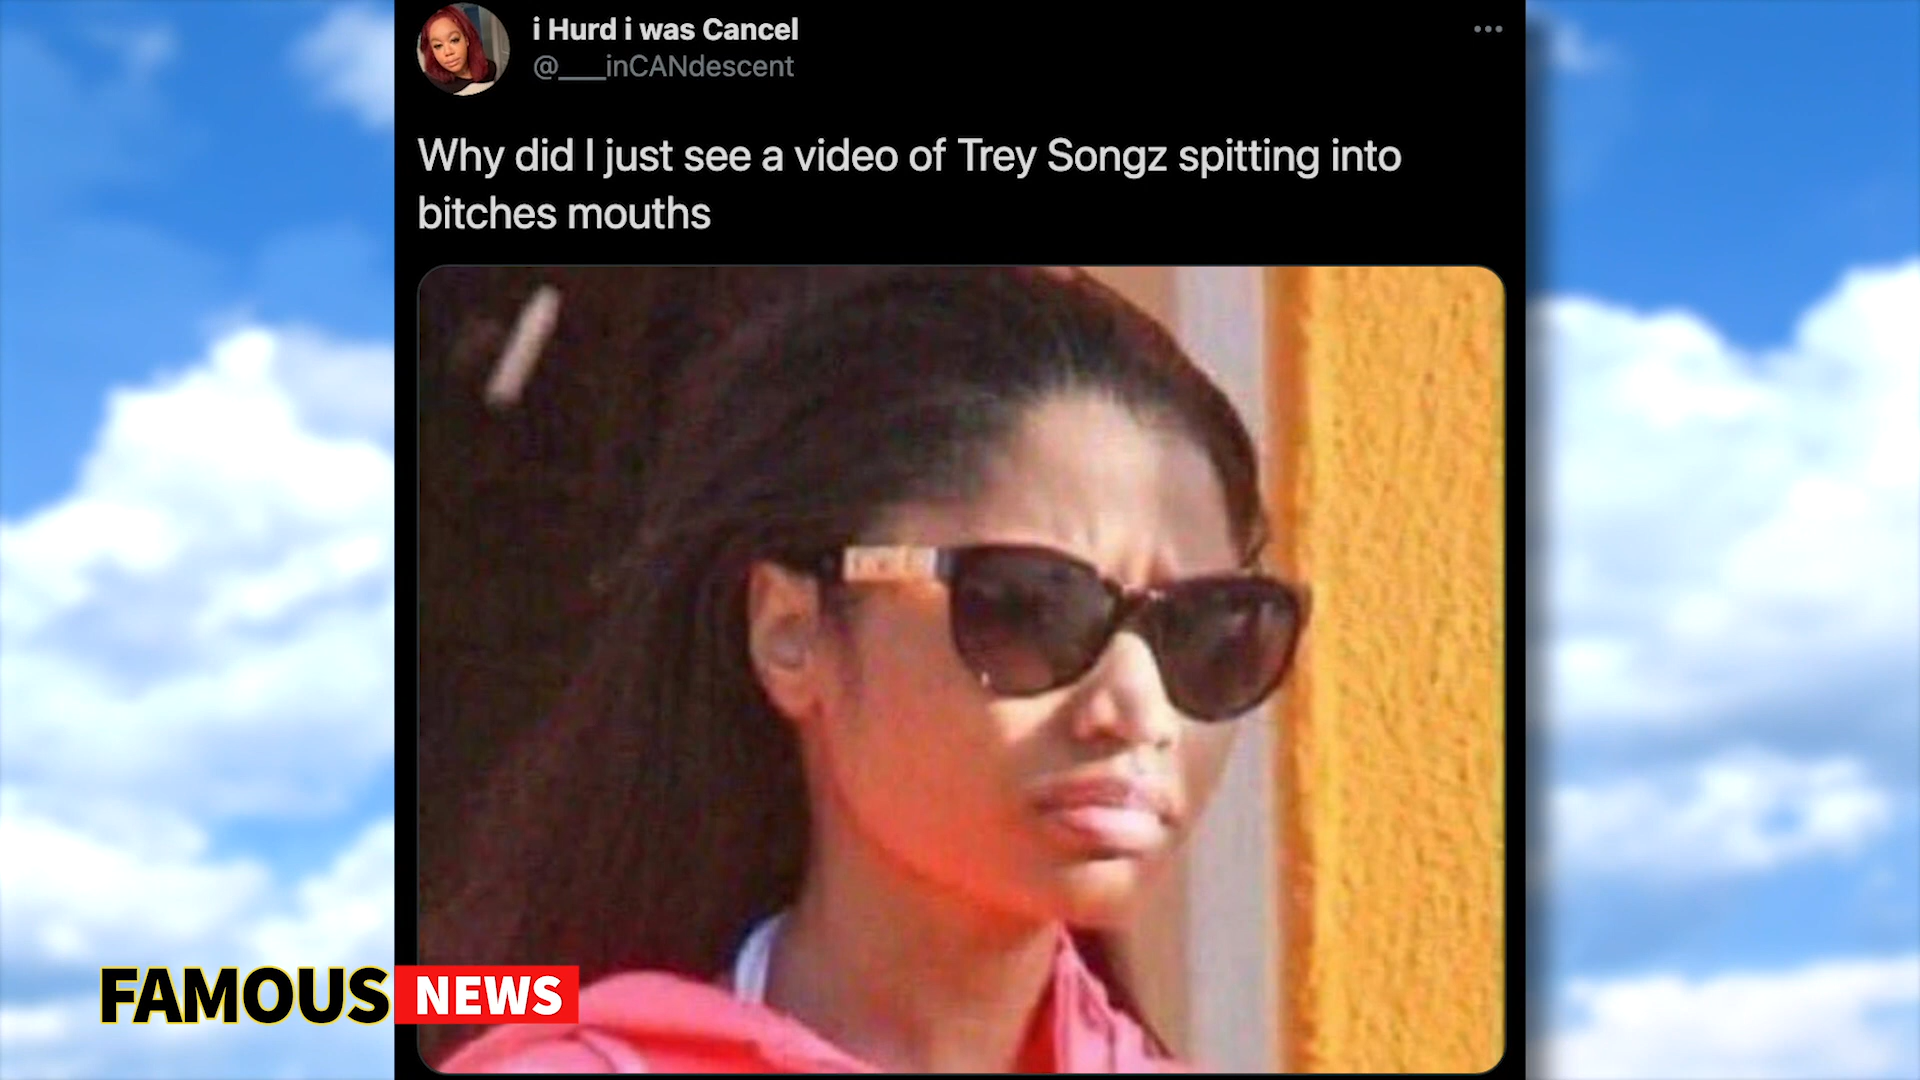 i Hurd i was Cancel
@___inCANdescent
Why did I just see a video of Trey Songz spitting into
bitches mouths
FAMOUS NEWS